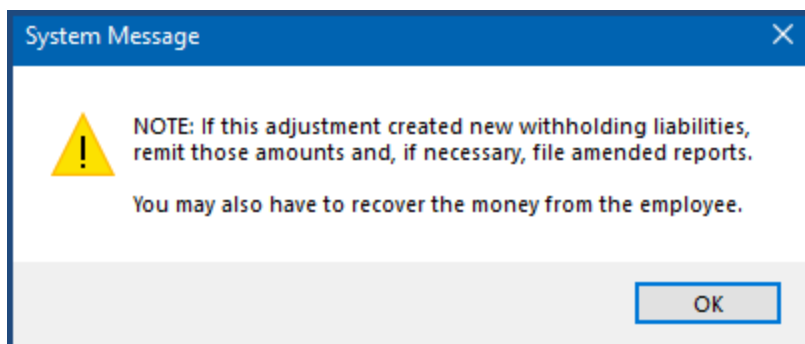 System Message
NOTE: If this adjustment created new withholding liabilities,
remit those amounts and, if necessary, file amended reports.
You may also have to recover the money from the employee.
OK